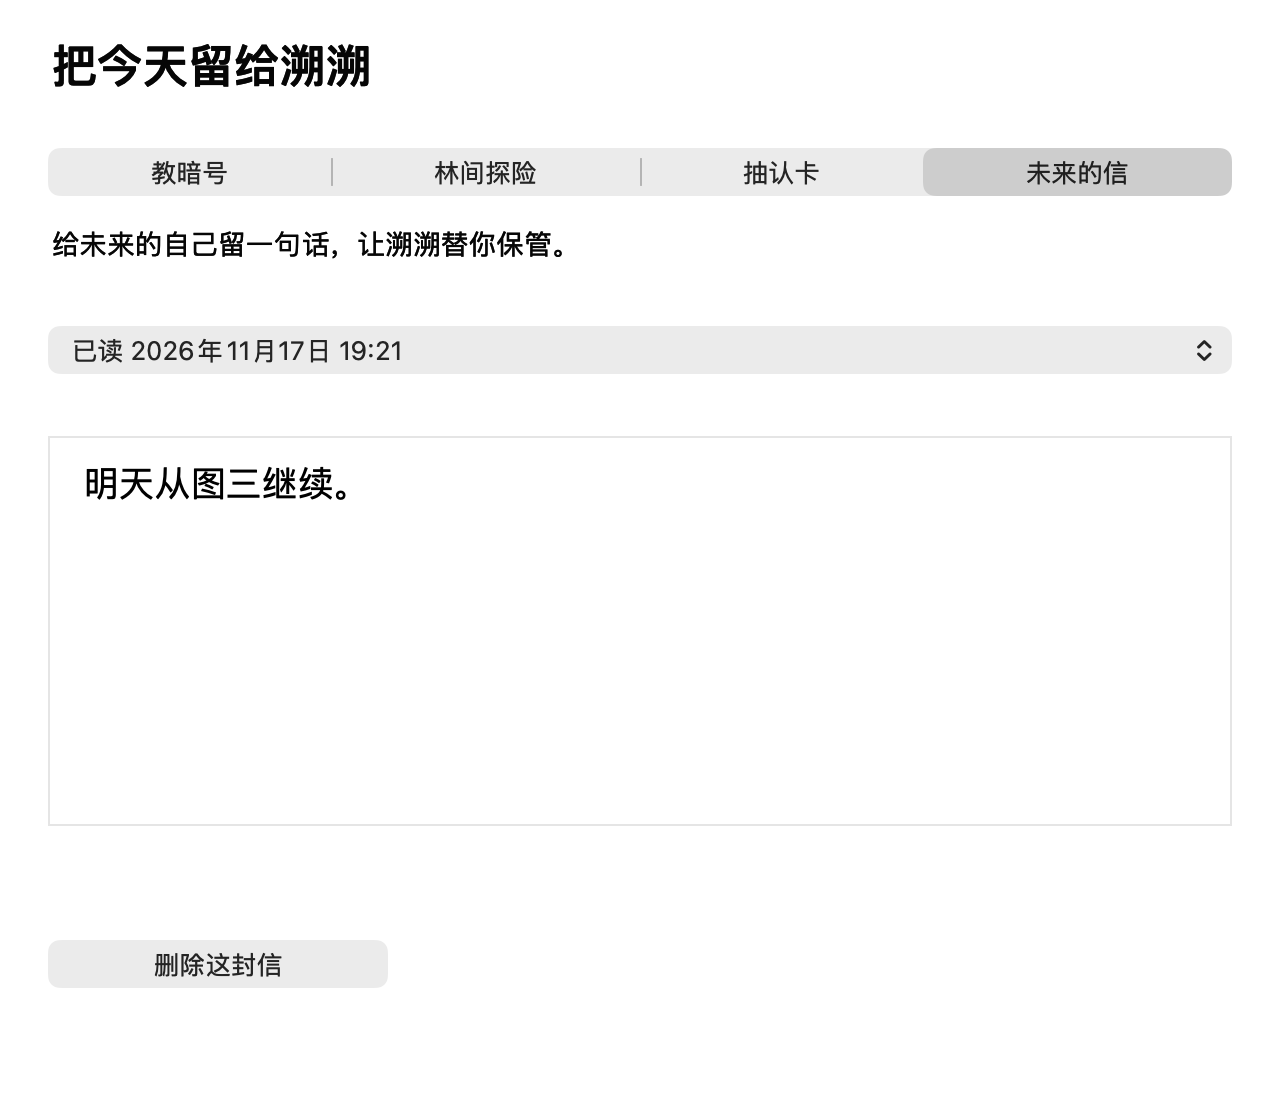 把今天留给溯溯
教暗号
林间探险
抽认卡
未来的信
给未来的自己留一句话，让溯溯替你保管。
已读 2026年11月17日 19:21
明天从图三继续。
删除这封信